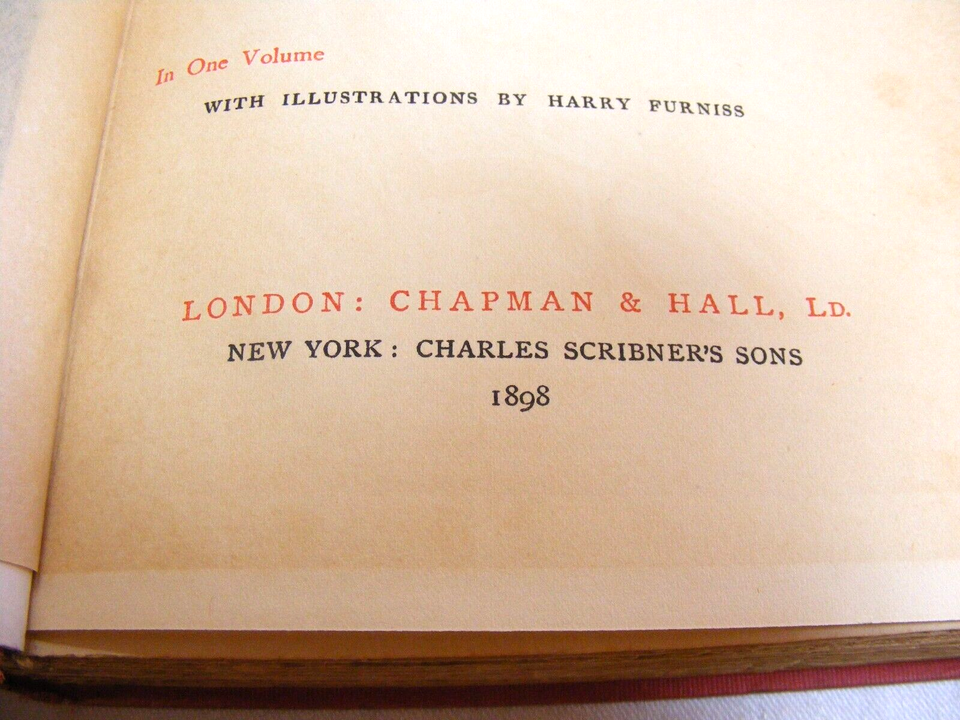 In One Volume
WITH ILLUSTRATIONS BY HARRY FURNISS
LONDON: CHAPMAN & HALL, LD.
NEW YORK: CHARLES SCRIBNER'S SONS
1898